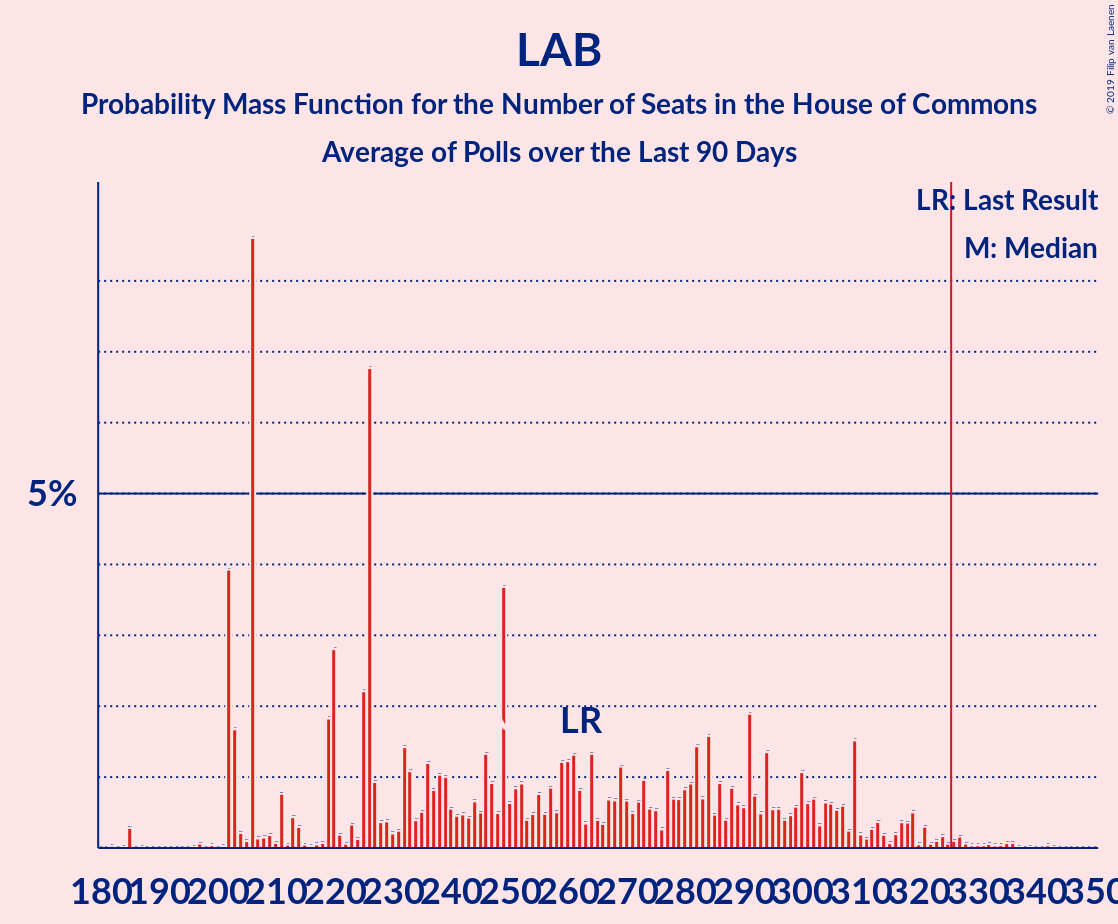 LAB
Probability Mass Function for the Number of Seats in the House of Commons
Average of Polls over the Last 90 Days
© 2019 Filip van Laenen
LR: Last Result
M: Median
5%
LR
180 190 200 210 220 230 240 250 260 270 280 290 300 310 320 330 340 350